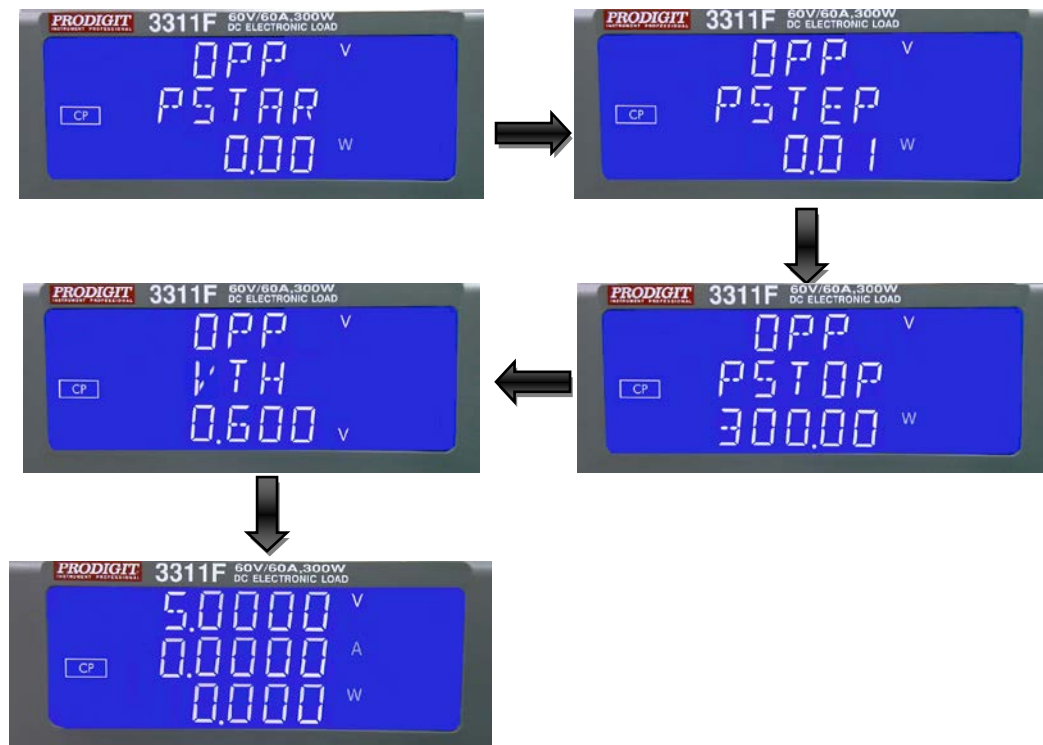 PRODIGIT 3311F 60V/60A,300W
INSTRUMENT PROFESSIONAL DC ELECTRONIC LOAD
OPP V
CP PSTAR
0.00 W
PRODIGIT 3311F 60V/60A,300W
INSTRUMENT PROFESSIONAL DC ELECTRONIC LOAD
OPP V
CP PSTEP
0.01 W
PRODIGIT 3311F 60V/60A,300W
INSTRUMENT PROFESSIONAL DC ELECTRONIC LOAD
OPP V
CP PSTOP
300.00 W
PRODIGIT 3311F 60V/60A,300W
INSTRUMENT PROFESSIONAL DC ELECTRONIC LOAD
OPP V
CP VTH
0.600 V
PRODIGIT 3311F 60V/60A,300W
INSTRUMENT PROFESSIONAL DC ELECTRONIC LOAD
5.0000 V
CP 0.0000 A
0.000 W